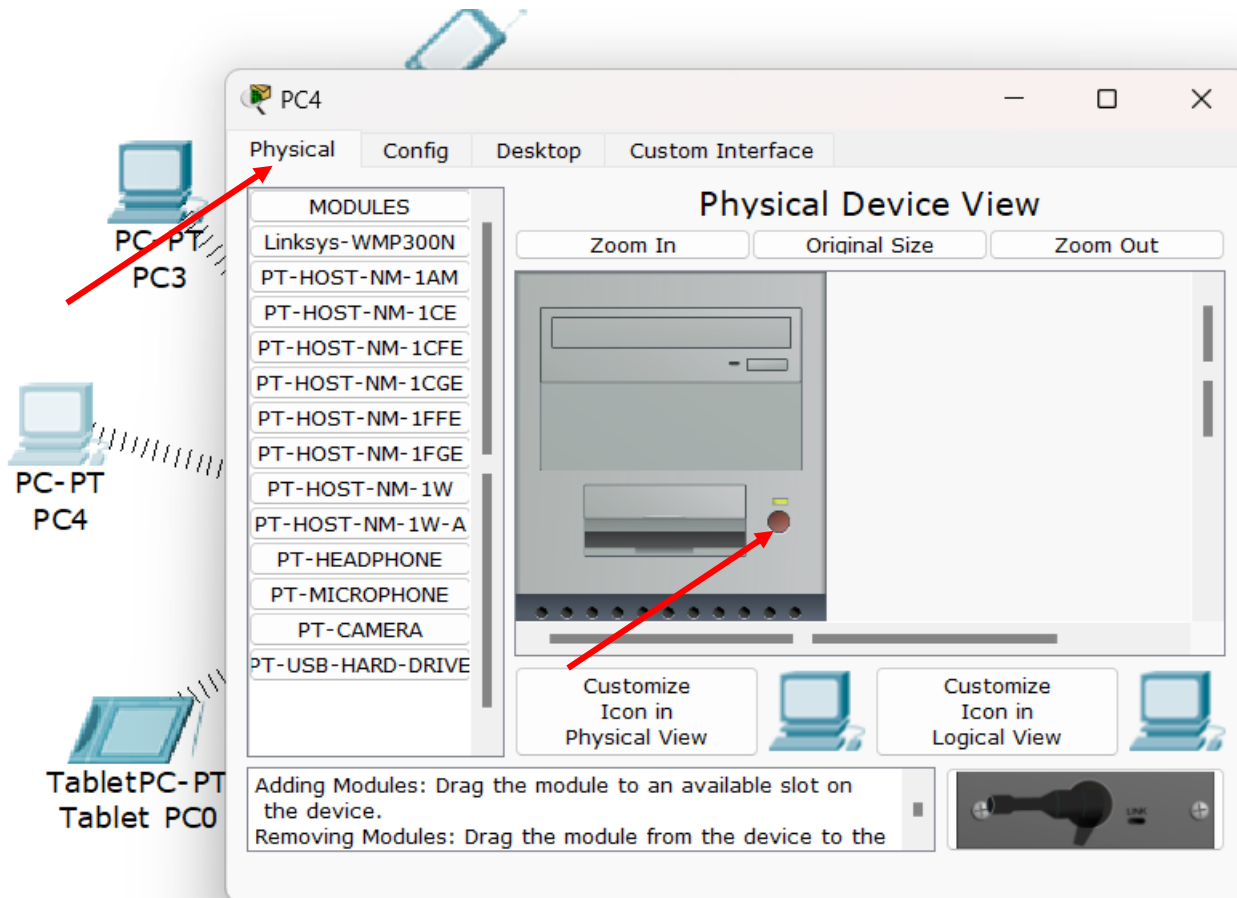 PC4
Physical Config Desktop Custom Interface
PC-PT
PC3
PC-PT
PC4
TabletPC-PT
Tablet PC0
MODULES
Linksys-WMP300N
PT-HOST-NM-1AM
PT-HOST-NM-1CE
PT-HOST-NM-1CFE
PT-HOST-NM-1CGE
PT-HOST-NM-1FFE
PT-HOST-NM-1FGE
PT-HOST-NM-1W
PT-HOST-NM-1W-A
PT-HEADPHONE
PT-MICROPHONE
PT-CAMERA
PT-USB-HARD-DRIVE
Physical Device View
Zoom In Original Size Zoom Out
Customize
Icon in
Physical View
Customize
Icon in
Logical View
Adding Modules: Drag the module to an available slot on
the device.
Removing Modules: Drag the module from the device to the
LINK